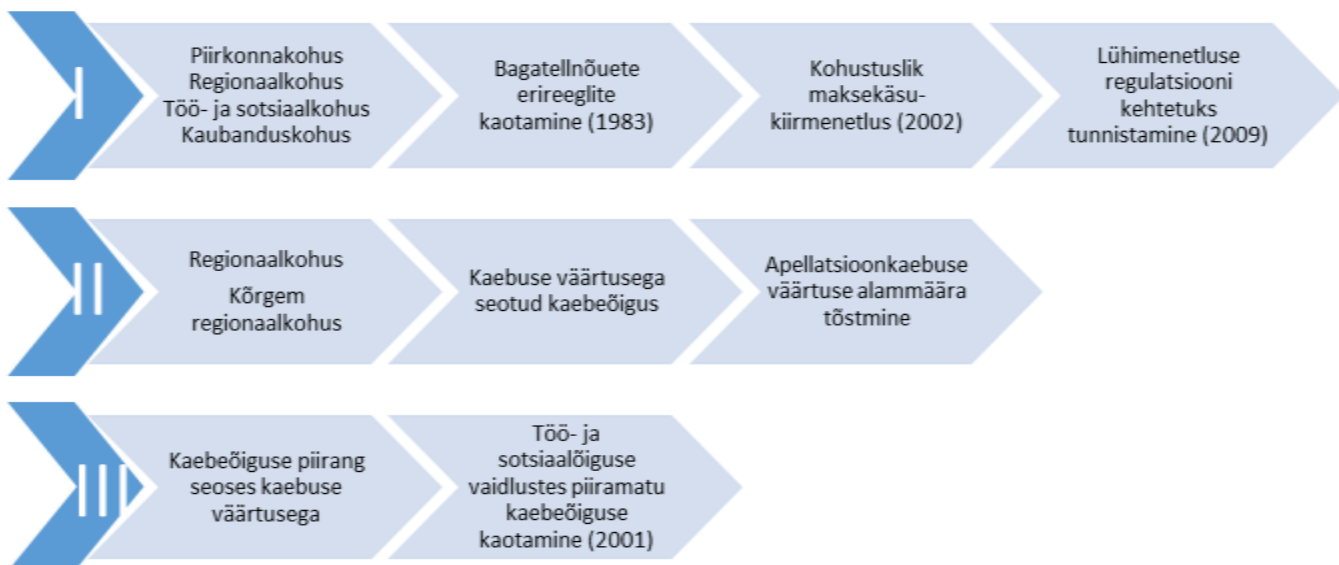 I
Piirkonnakohus
Regionaalkohus
Töö- ja sotsiaalkohus
Kaubanduskohus
Bagatellnõuete
erireeglite
kaotamine (1983)
Kohustuslik
maksekäsu-
kiirmenetlus (2002)
Lühimenetluse
regulatsiooni
kehtetuks
tunnistamine (2009)
II
Regionaalkohus
Kõrgem
regionaalkohus
Kaebuse väärtusega
seotud kaebeõigus
Apellatsioonkaebuse
väärtuse alammäära
tõstmine
III
Kaebeõiguse piirang
seoses kaebuse
väärtusega
Töö- ja
sotsiaalõiguse
vaidlustes piiramatu
kaebeõiguse
kaotamine (2001)